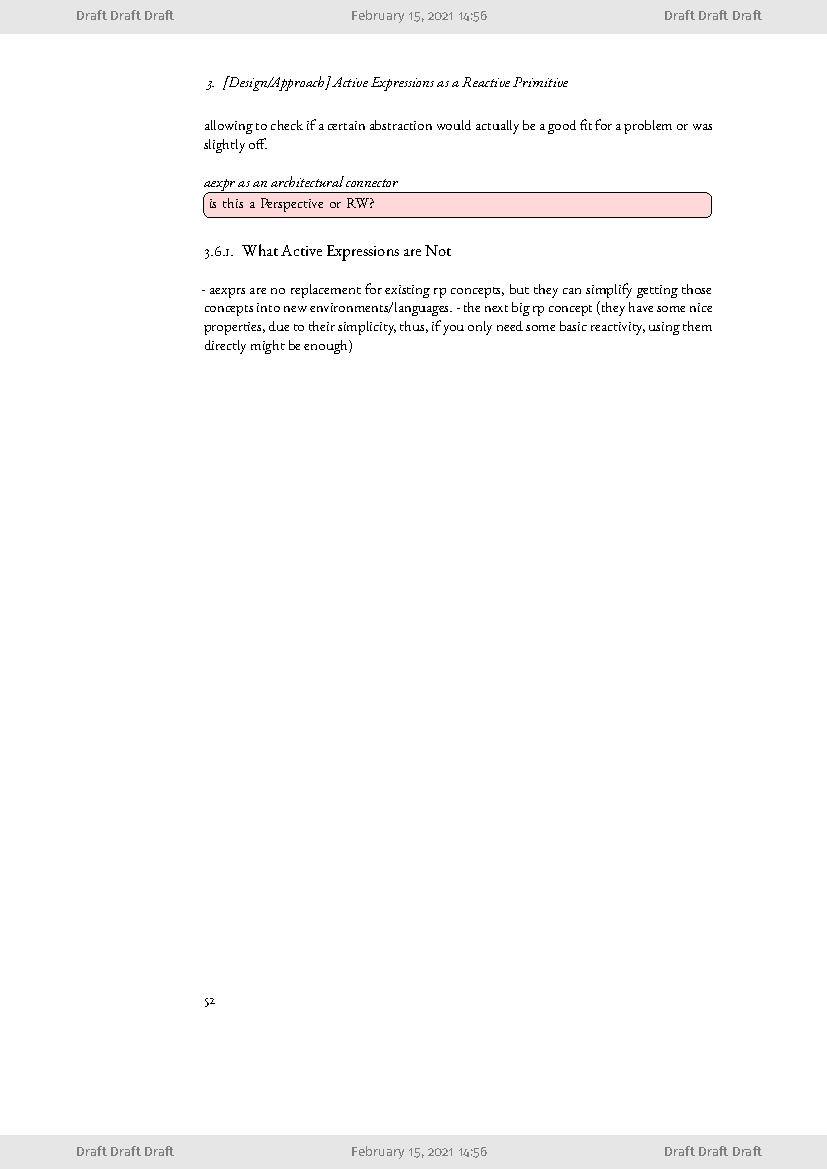 Draft Draft Draft February 15, 2021 14:56 Draft Draft Draft
3. [Design/Approach] Active Expressions as a Reactive Primitive
allowing to check if a certain abstraction would actually be a good fit for a problem or was
slightly off.
aexpr as an architectural connector
is this a Perspective or RW?
3.6.1. What Active Expressions are Not
- aexprs are no replacement for existing rp concepts, but they can simplify getting those
concepts into new environments/languages. - the next big rp concept (they have some nice
properties, due to their simplicity, thus, if you only need some basic reactivity, using them
directly might be enough)
52
Draft Draft Draft February 15, 2021 14:56 Draft Draft Draft